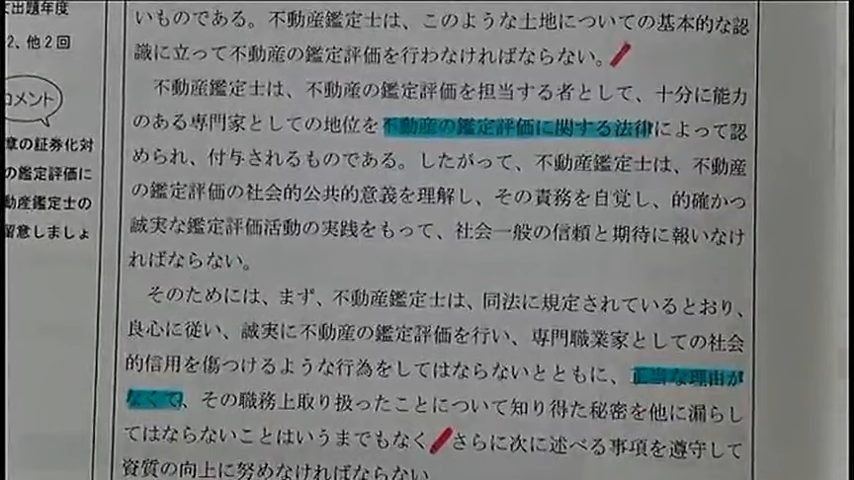 出題年度
2、他2回
コメント
章の証券化対
の鑑定評価に
動産鑑定士の
留意しましょ
いものである。不動産鑑定士は、このような土地についての基本的な認
識に立って不動産の鑑定評価を行わなければならない。
不動産鑑定士は、不動産の鑑定評価を担当する者として、十分に能力
のある専門家としての地位を不動産の鑑定評価に関する法律によって認
められ、付与されるものである。したがって、不動産鑑定士は、不動産
の鑑定評価の社会的公共的意義を理解し、その責務を自覚し、的確かつ
誠実な鑑定評価活動の実践をもって、社会一般の信頼と期待に報いなけ
ればならない。
そのためには、まず、不動産鑑定士は、同法に規定されているとおり、
良心に従い、誠実に不動産の鑑定評価を行い、専門職業家としての社会
的信用を傷つけるような行為をしてはならないとともに、正当な理由が
なくて、その職務上取り扱ったことについて知り得た秘密を他に漏らし
てはならないことはいうまでもなく、さらに次に述べる事項を遵守して
資質の向上に努めなければならない。